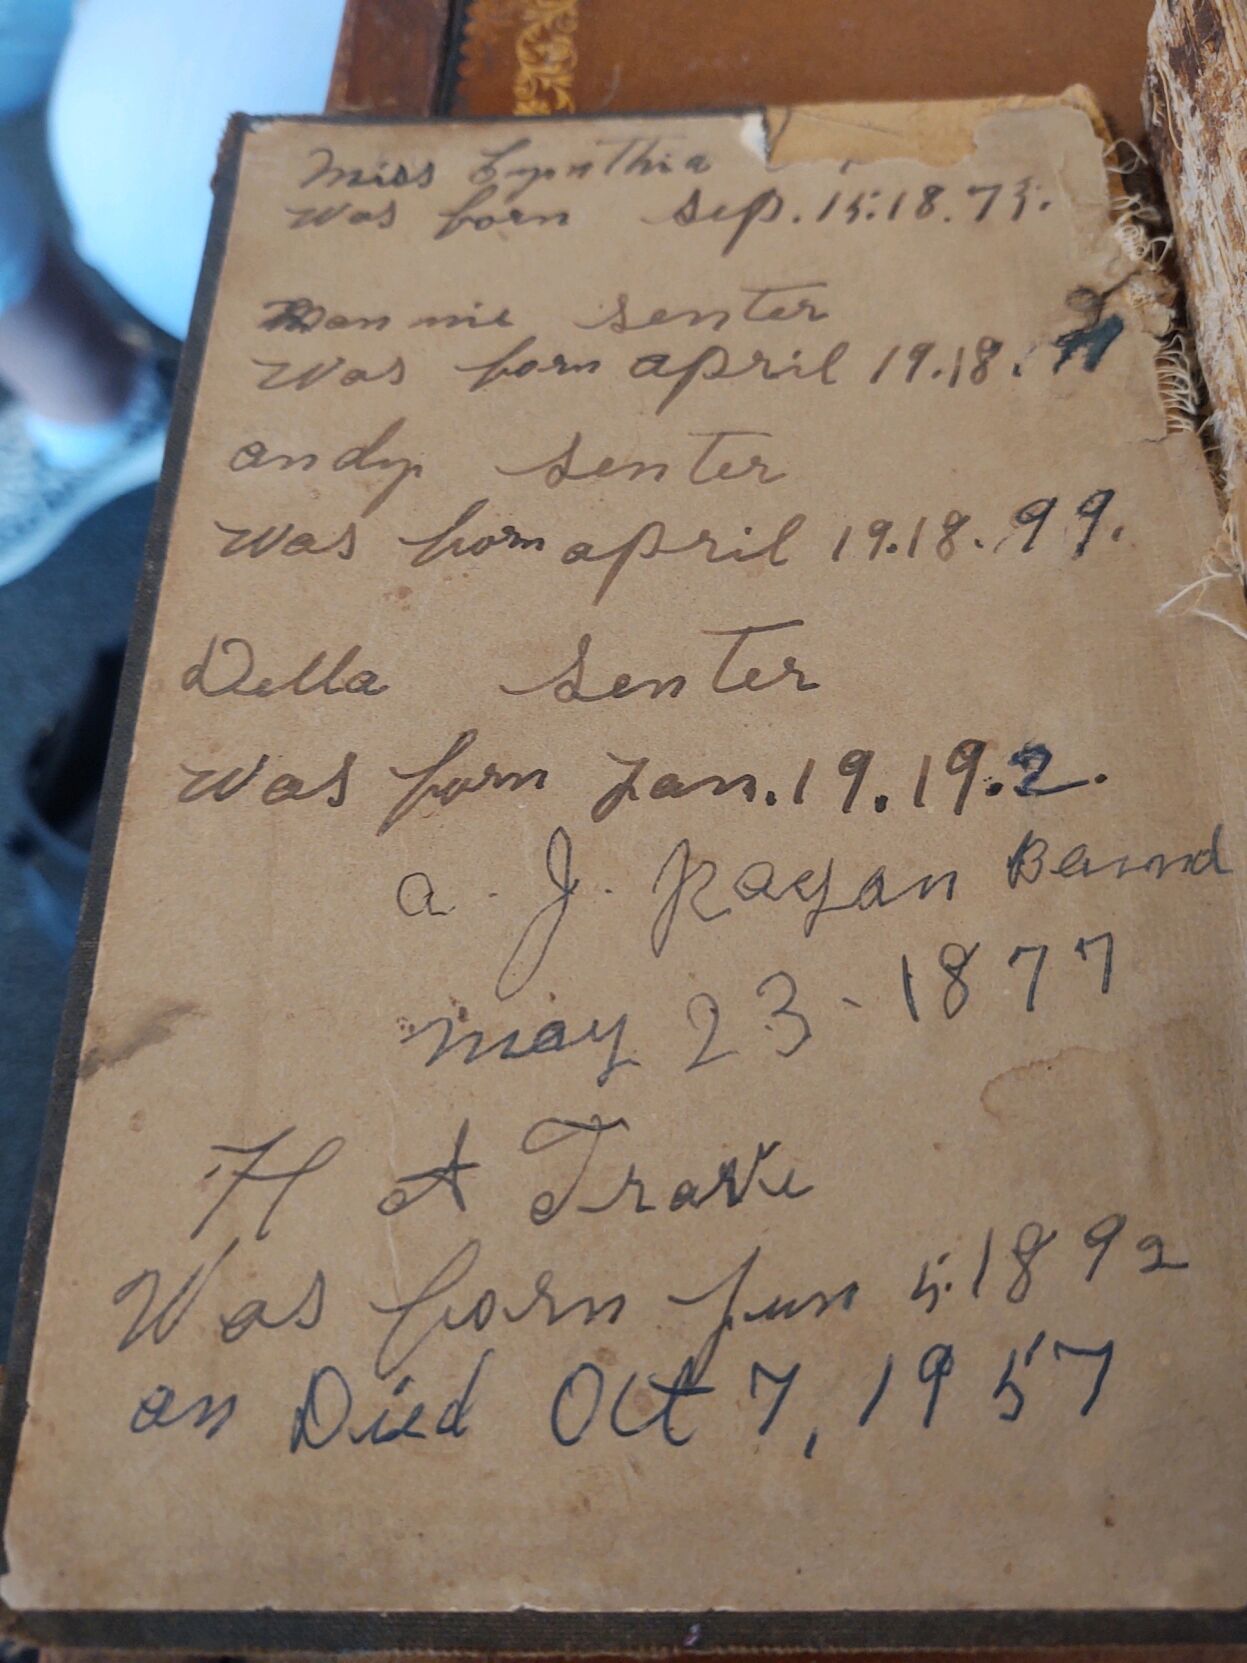 miss Cynthia
was born Sep. 15. 18. 73.
Was born april 19. 18.
andy Senter
was born april 19. 18. 99.
Della Senter
was born Jan. 19. 19. 2.
a. J. Ragan Bawnd
may 23 - 1877
H A
Was born Jun 5. 1892
an Died Oct 7, 1957